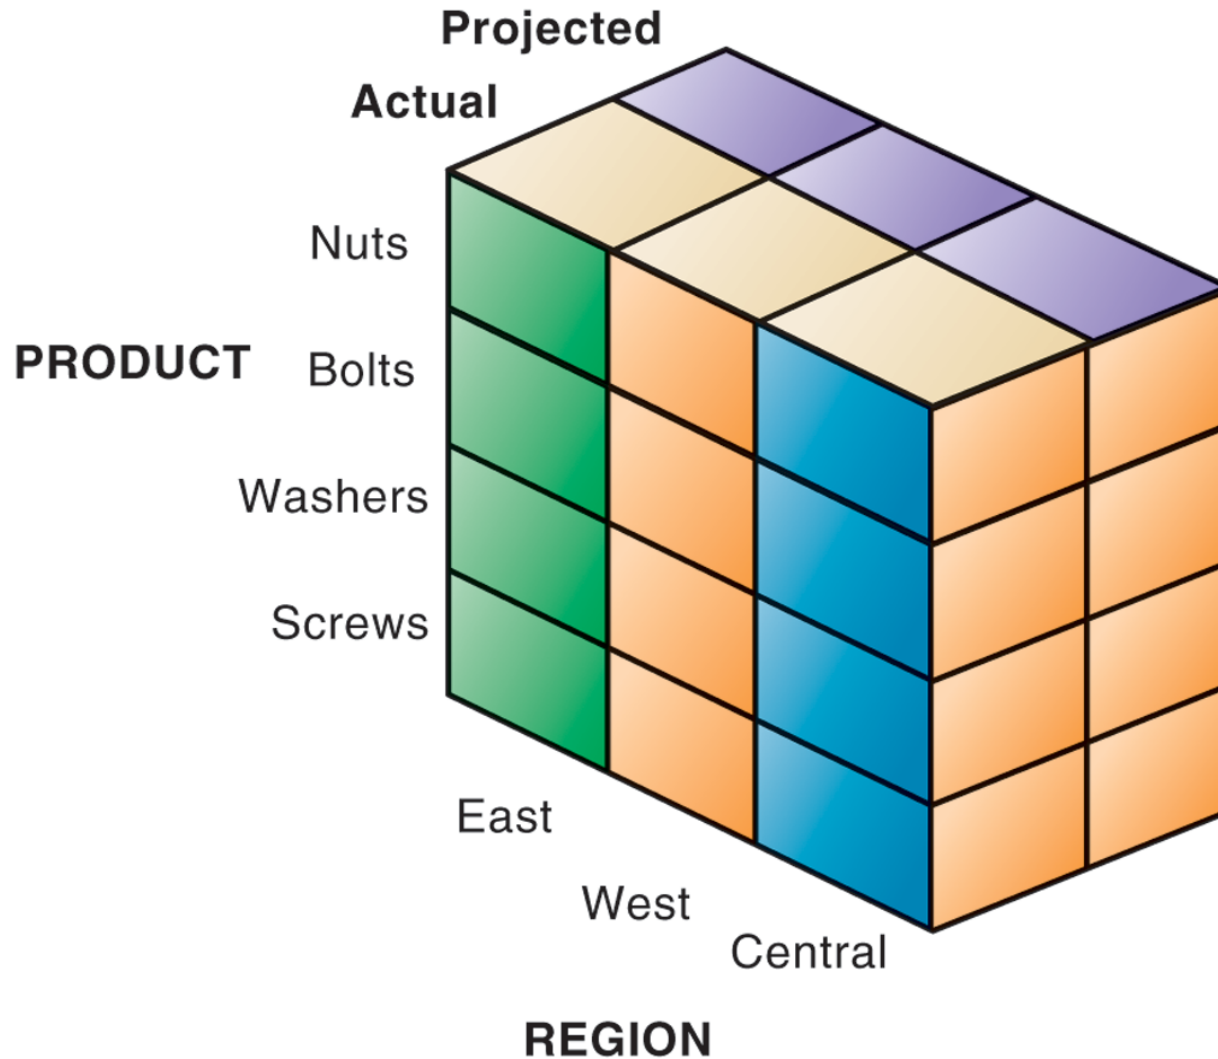 Projected
Actual
Nuts
PRODUCT
Bolts
Washers
Screws
East
West
Central
REGION